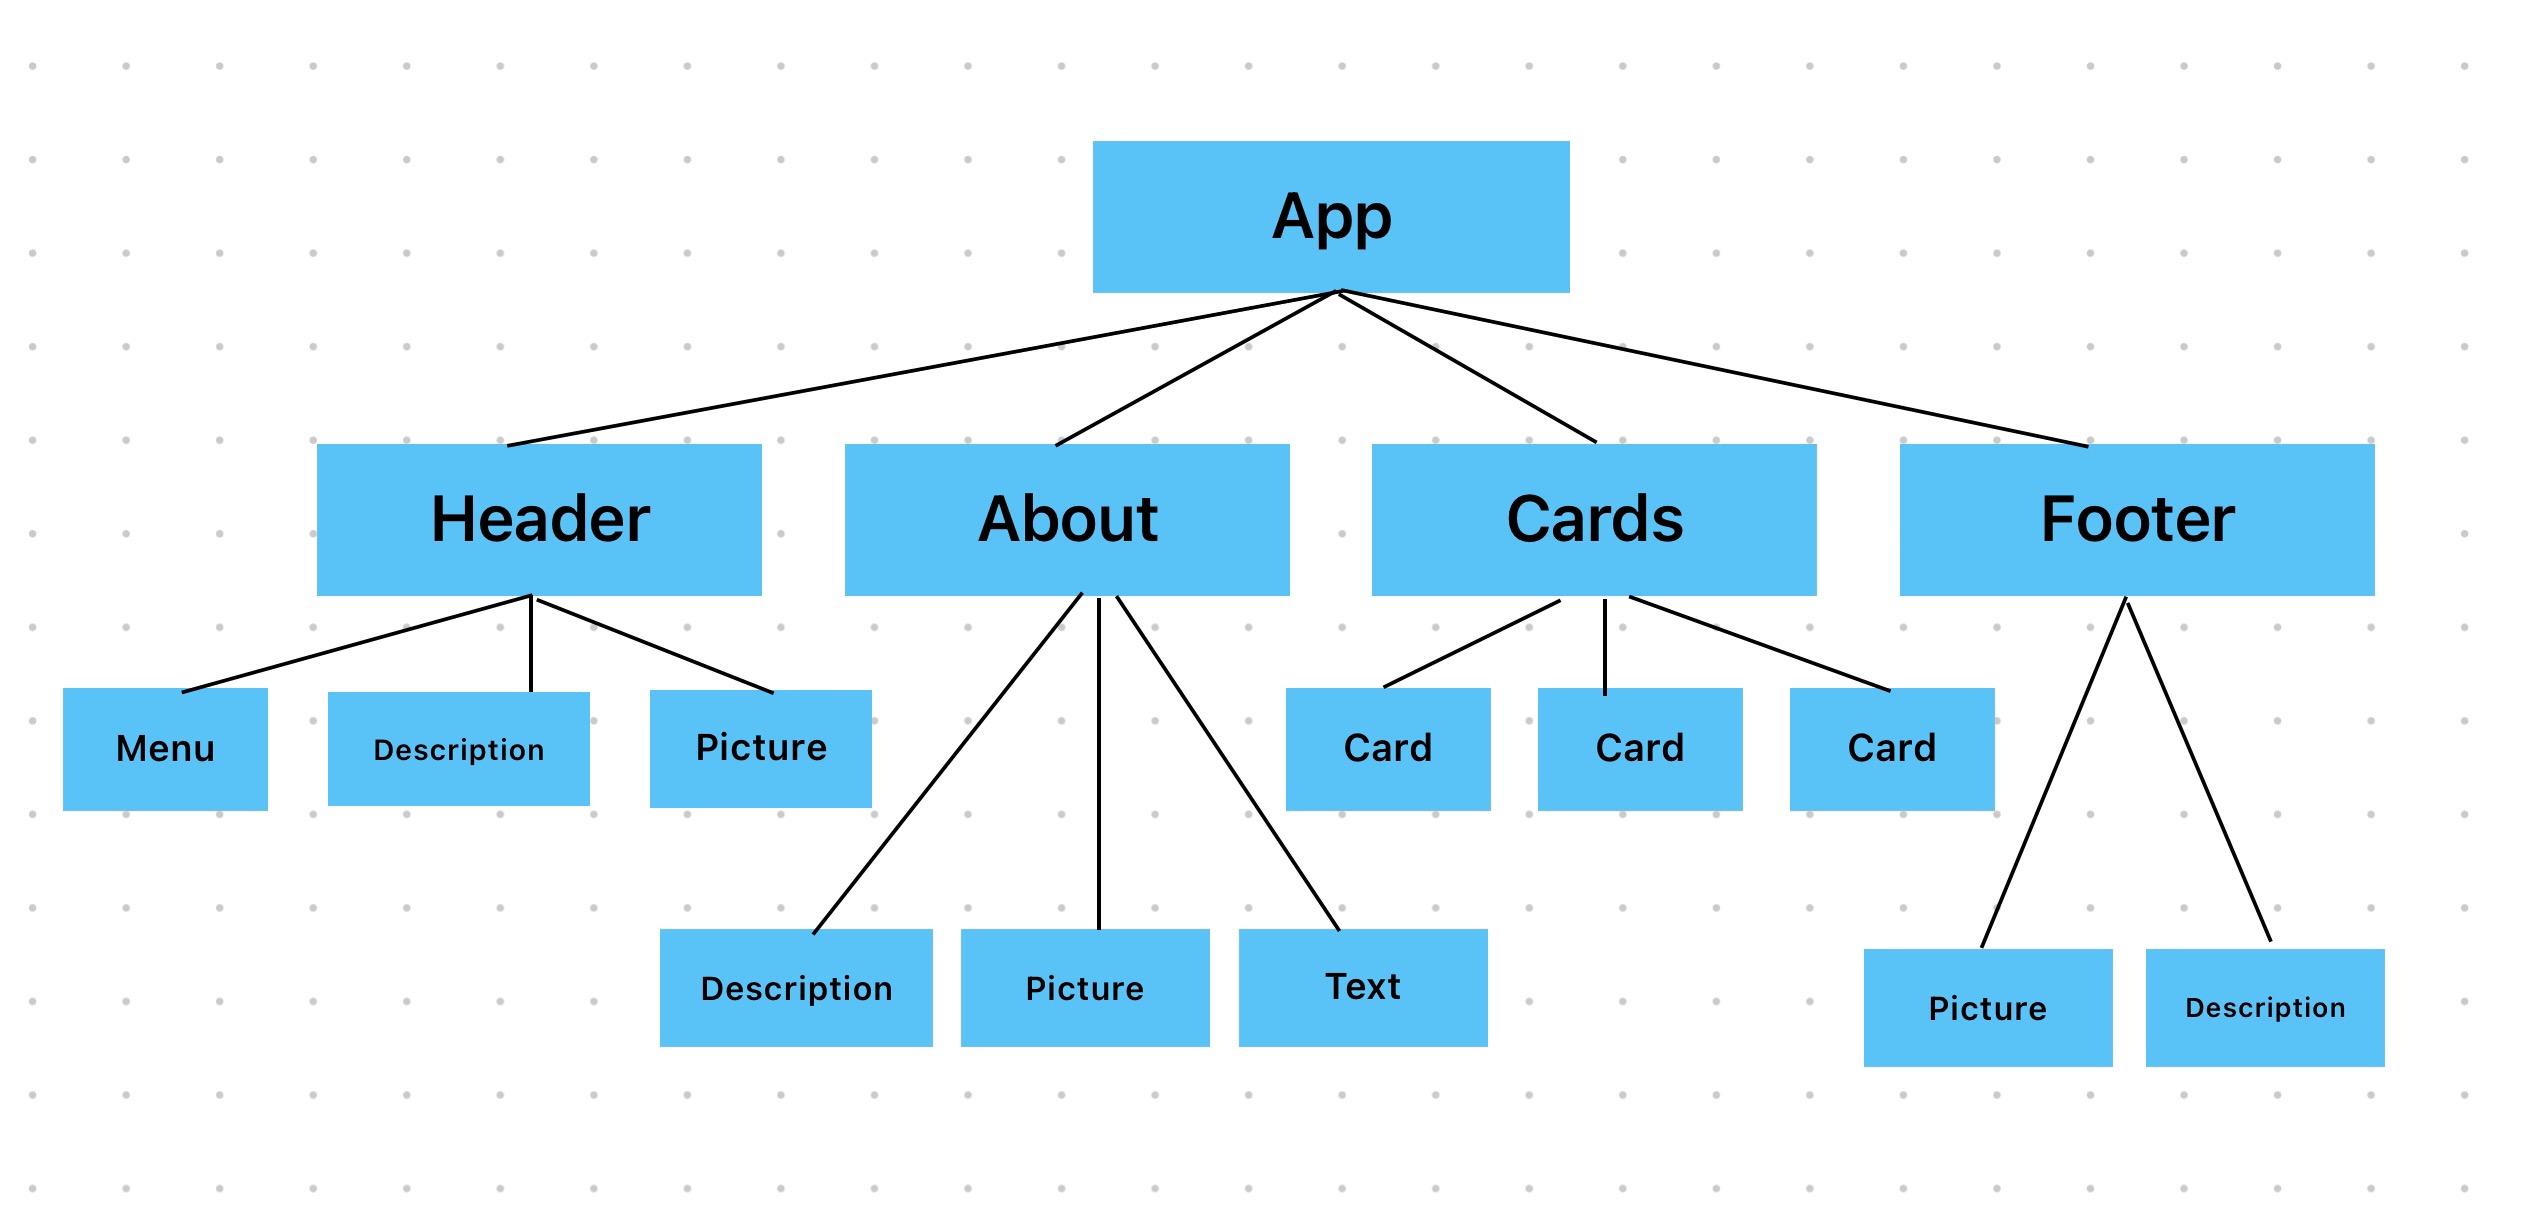 App
Header
About
Cards
Footer
Menu
Description
Picture
Card
Card
Card
Description
Picture
Text
Picture
Description